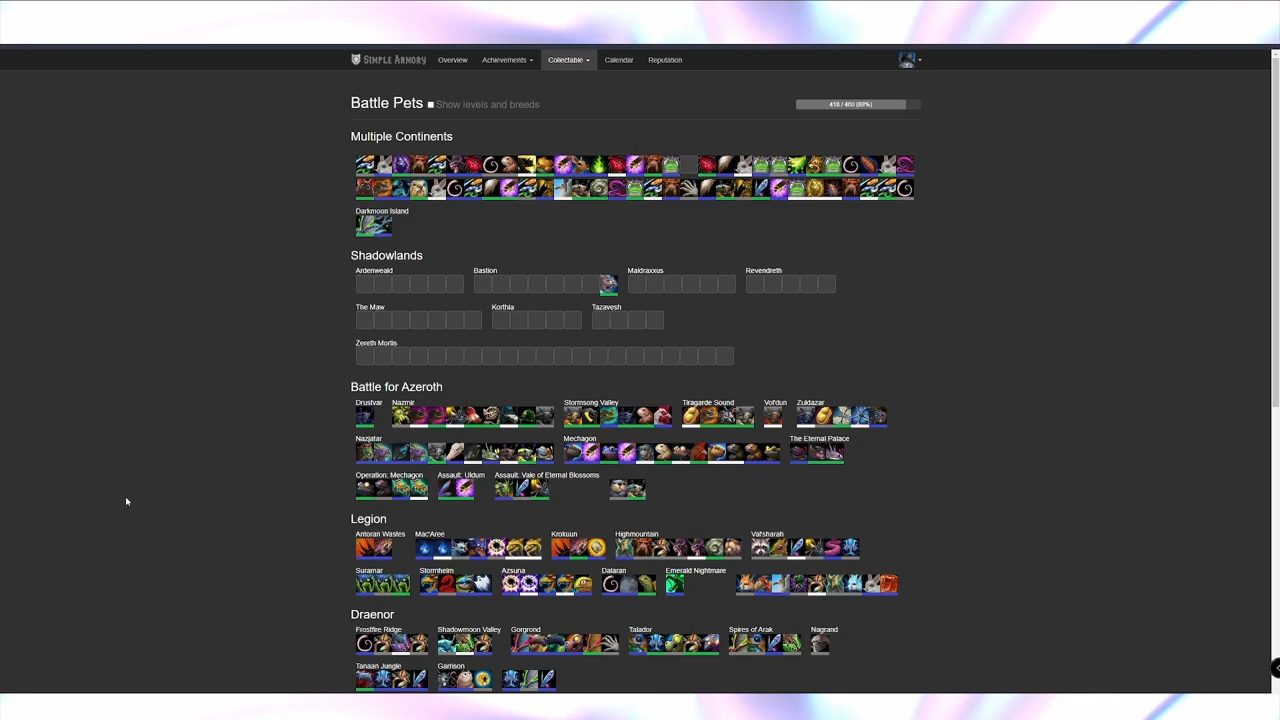 SIMPLE ARMORY Overview Achievements Collectable Calendar Reputation
Battle Pets Show levels and breeds 418 / 480 (88%)
Multiple Continents
Darkmoon Island
Shadowlands
Ardenweald Bastion Maldraxxus Revendreth
The Maw Korthia Tazavesh
Zereth Mortis
Battle for Azeroth
Drustvar Nazmir Stormsong Valley Tiragarde Sound Vol'dun Zuldazar
Nazjatar Mechagon The Eternal Palace
Operation: Mechagon Assault: Uldum Assault: Vale of Eternal Blossoms
Legion
Antoran Wastes Mac'Aree Krokuun Highmountain Val'sharah
Suramar Stormheim Azsuna Dalaran Emerald Nightmare
Draenor
Frostfire Ridge Shadowmoon Valley Gorgrond Talador Spires of Arak Nagrand
Tanaan Jungle Garrison